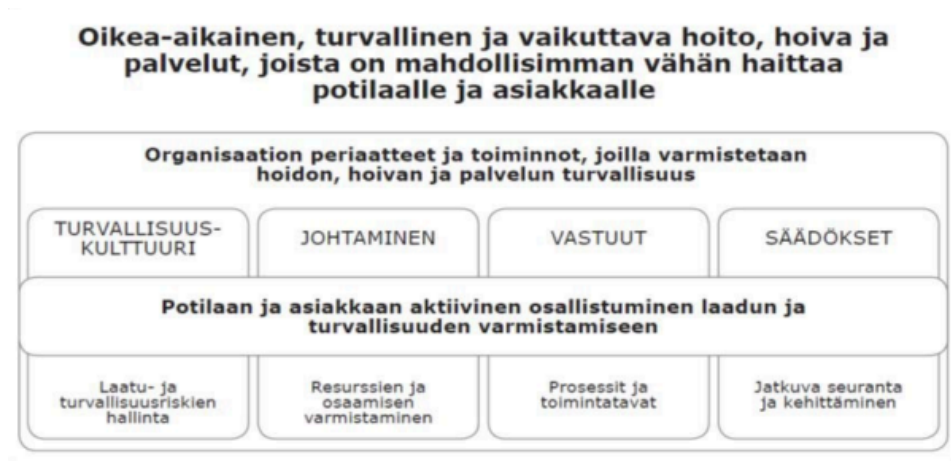 Oikea-aikainen, turvallinen ja vaikuttava hoito, hoiva ja
palvelut, joista on mahdollisimman vähän haittaa
potilaalle ja asiakkaalle
Organisaation periaatteet ja toiminnot, joilla varmistetaan
hoidon, hoivan ja palvelun turvallisuus
TURVALLISUUS-
KULTTUURI
JOHTAMINEN
VASTUUT
SÄÄDÖKSET
Potilaan ja asiakkaan aktiivinen osallistuminen laadun ja
turvallisuuden varmistamiseen
Laatu- ja
turvallisuusriskien
hallinta
Resurssien ja
osaamisen
varmistaminen
Prosessit ja
toimintatavat
Jatkuva seuranta
ja kehittäminen